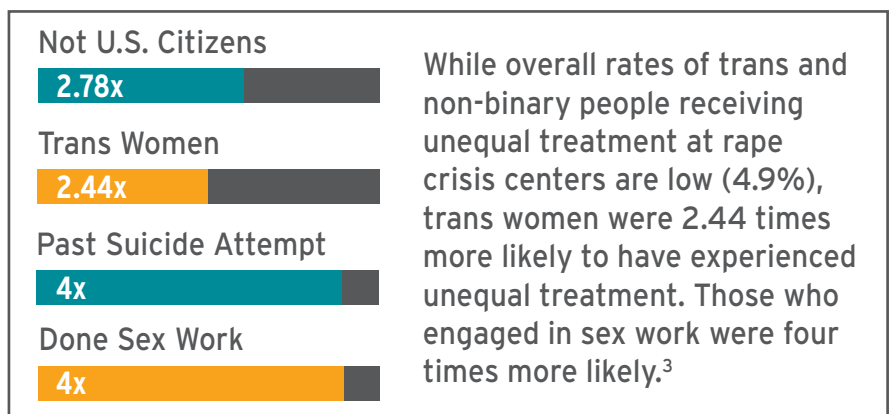 Not U.S. Citizens
2.78x
Trans Women
2.44x
Past Suicide Attempt
4x
Done Sex Work
4x
While overall rates of trans and
non-binary people receiving
unequal treatment at rape
crisis centers are low (4.9%),
trans women were 2.44 times
more likely to have experienced
unequal treatment. Those who
engaged in sex work were four
times more likely.³